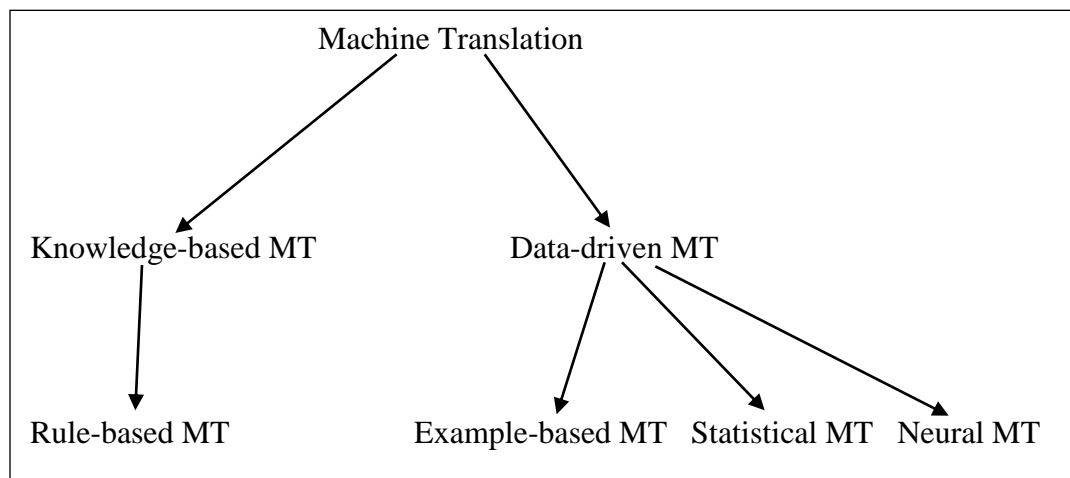 Machine Translation
Knowledge-based MT Data-driven MT
Rule-based MT Example-based MT Statistical MT Neural MT